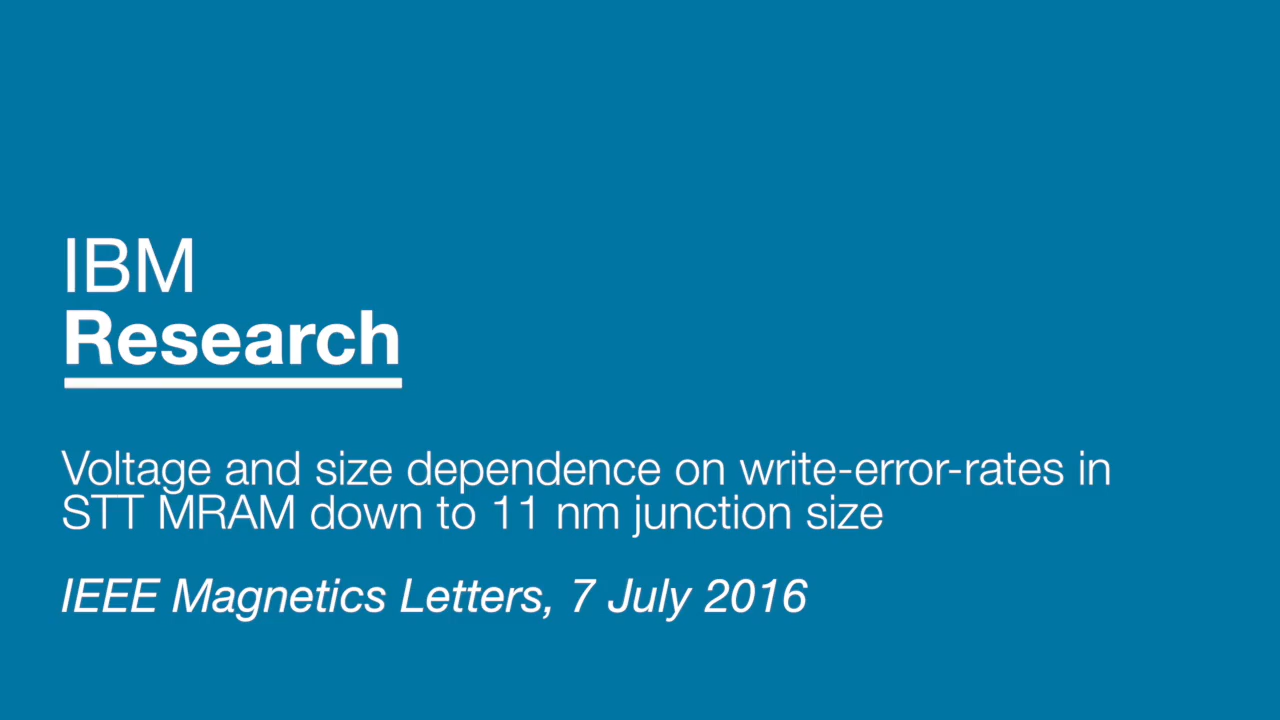 IBM
Research
Voltage and size dependence on write-error-rates in
STT MRAM down to 11 nm junction size
IEEE Magnetics Letters, 7 July 2016